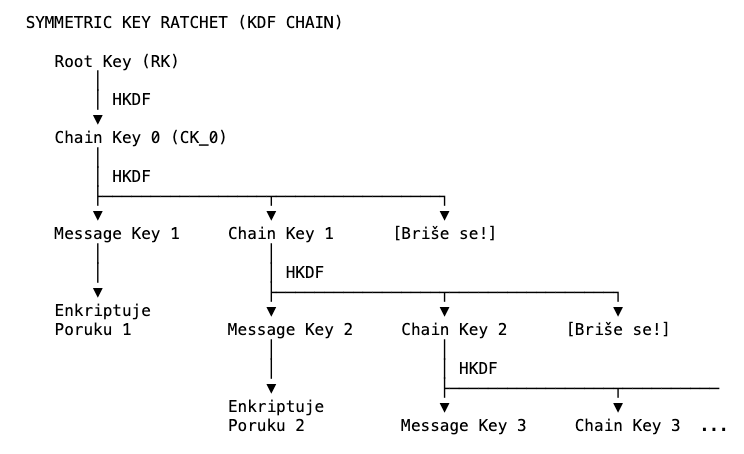 SYMMETRIC KEY RATCHET (KDF CHAIN)
Root Key (RK)
HKDF
Chain Key 0 (CK_0)
HKDF
Message Key 1 Chain Key 1 [Briše se!]
HKDF
Enkriptuje
Poruku 1 Message Key 2 Chain Key 2 [Briše se!]
HKDF
Enkriptuje
Poruku 2 Message Key 3 Chain Key 3 ...